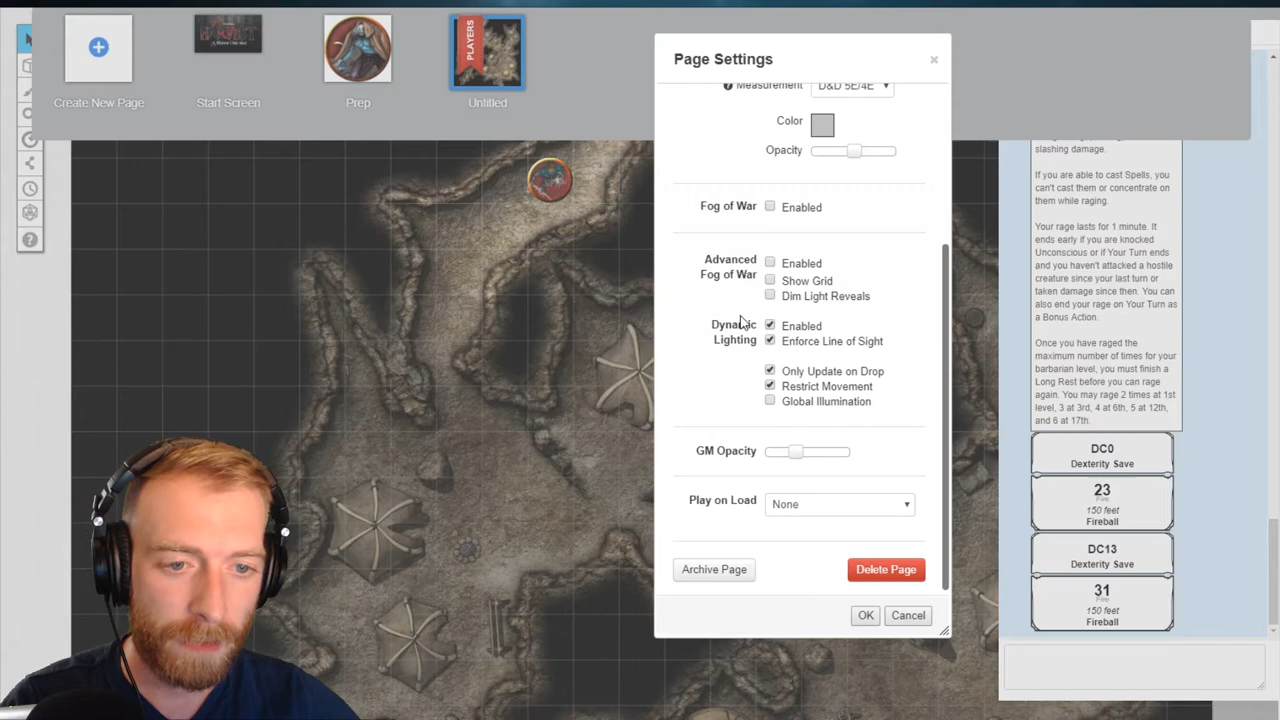 PLAYERS
HARVEST
Create New Page
Start Screen
Prep
Untitled
Page Settings
×
Measurement
D&D 5E/4E
Color
Opacity
Fog of War
Enabled
Advanced
Fog of War
Enabled
Show Grid
Dim Light Reveals
Dynamic
Lighting
Enabled
Enforce Line of Sight
Only Update on Drop
Restrict Movement
Global Illumination
GM Opacity
Play on Load
None
Archive Page
Delete Page
OK
Cancel
slashing damage.
If you are able to cast Spells, you
can't cast them or concentrate on
them while raging.
Your rage lasts for 1 minute. It
ends early if you are knocked
Unconscious or if Your Turn ends
and you haven't attacked a hostile
creature since your last turn or
taken damage since then. You can
also end your rage on Your Turn as
a Bonus Action.
Once you have raged the
maximum number of times for your
barbarian level, you must finish a
Long Rest before you can rage
again. You may rage 2 times at 1st
level, 3 at 3rd, 4 at 6th, 5 at 12th,
and 6 at 17th.
DC0
Dexterity Save
23
Fire
150 feet
Fireball
DC13
Dexterity Save
31
Fire
150 feet
Fireball